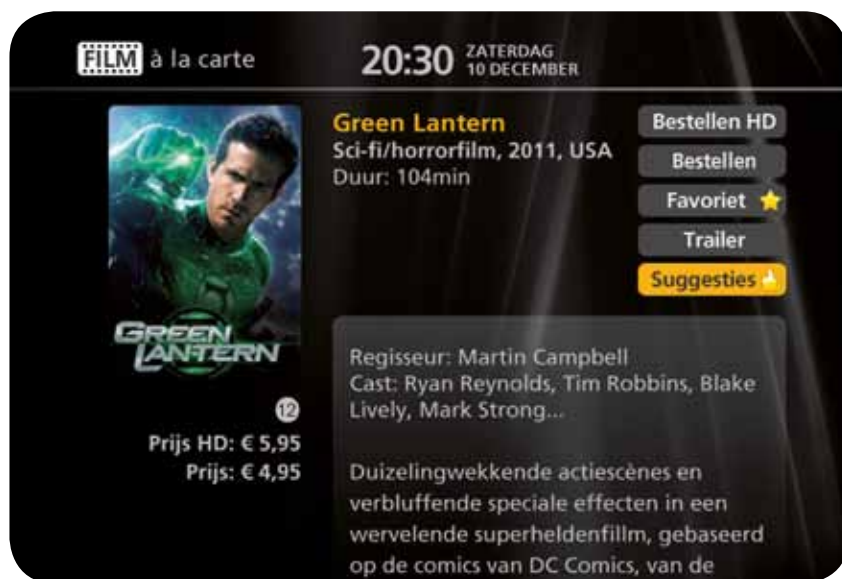 FILM à la carte
20:30 ZATERDAG
10 DECEMBER
Green Lantern
Sci-fi/horrorfilm, 2011, USA
Duur: 104min
Bestellen HD
Bestellen
Favoriet
Trailer
Suggesties
GREEN
LANTERN
12
Prijs HD: € 5,95
Prijs: € 4,95
Regisseur: Martin Campbell
Cast: Ryan Reynolds, Tim Robbins, Blake
Lively, Mark Strong...
Duizelingwekkende actiescènes en
verbluffende speciale effecten in een
wervelende superheldenfillm, gebaseerd
op de comics van DC Comics, van de